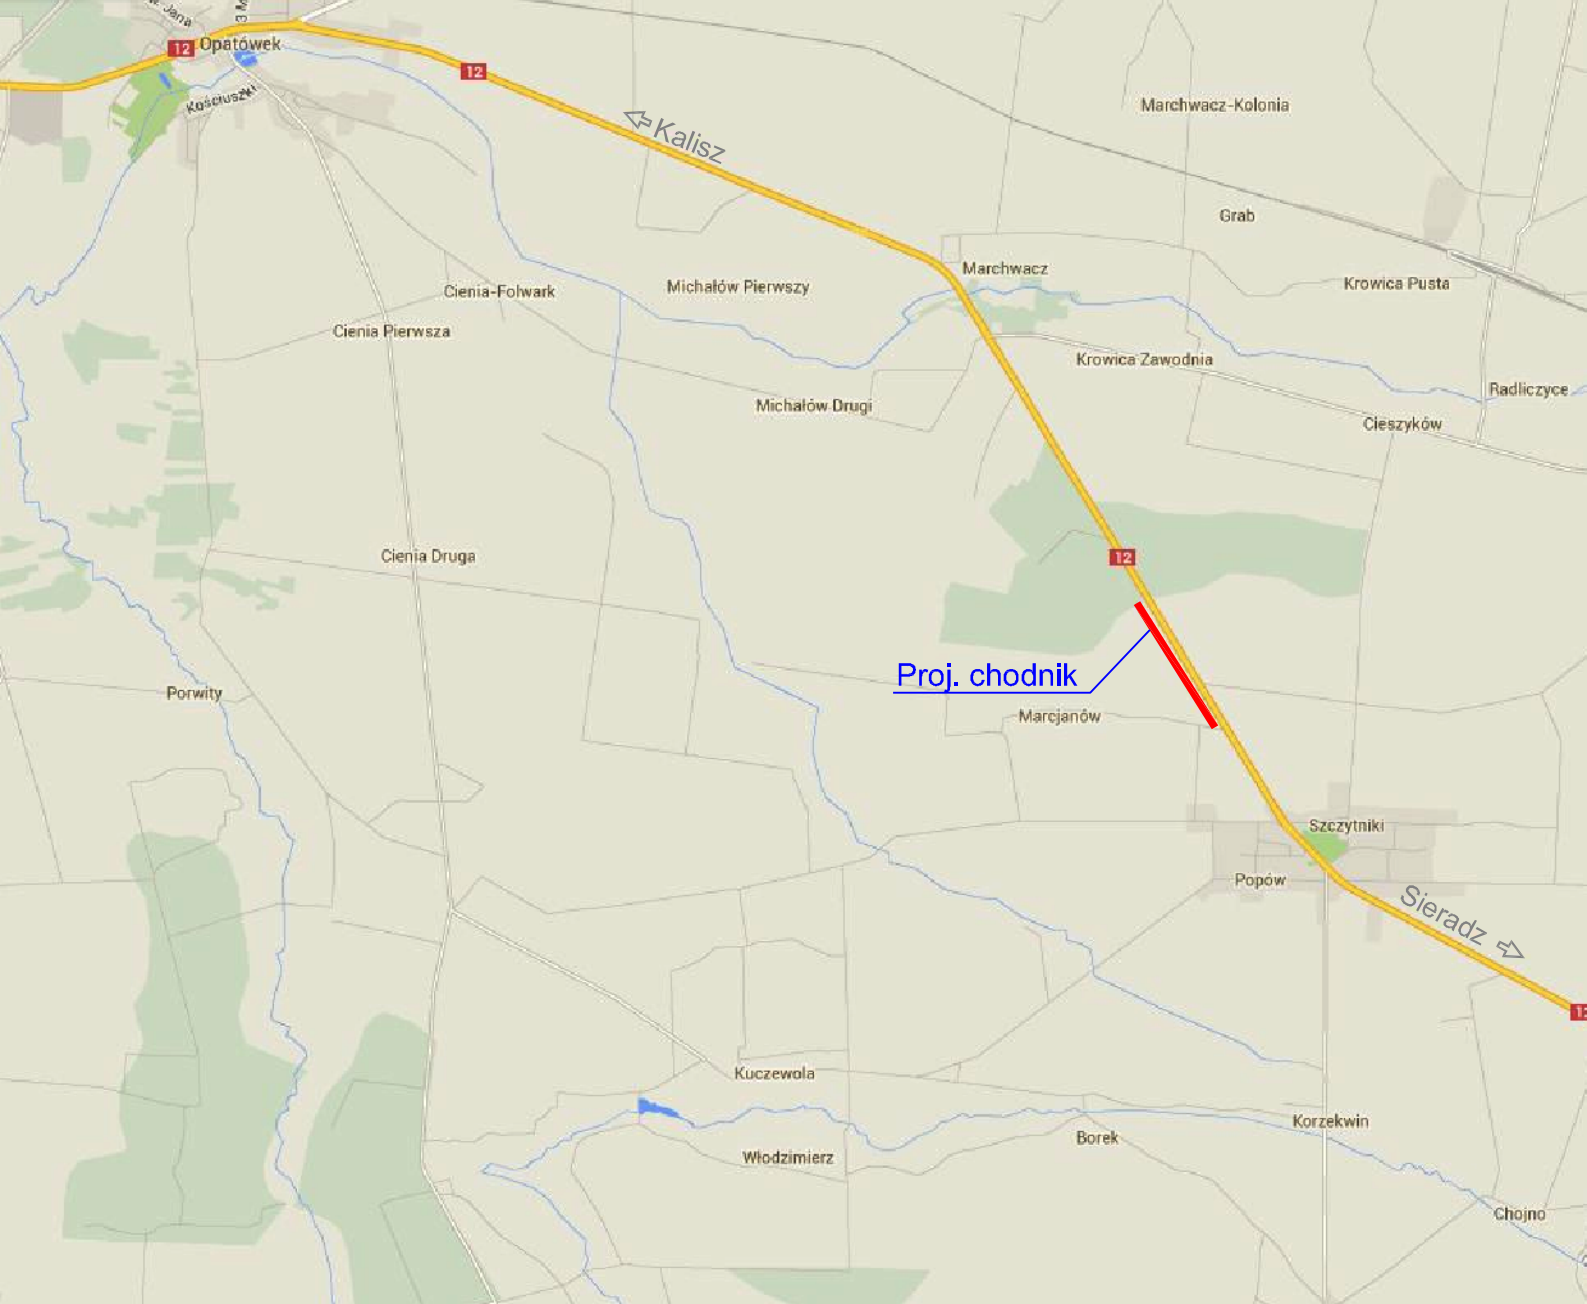 12
Opatówek
Kościuszki
12
Kalisz
Marchwacz-Kolonia
Grab
Marchwacz
Krowica Pusta
Michałów Pierwszy
Cienia-Folwark
Cienia Pierwsza
Krowica Zawodnia
Radliczyce
Michałów Drugi
Cieszyków
Cienia Druga
12
Proj. chodnik
Porwity
Marcjanów
Szczytniki
Popów
Sieradz
12
Kuczewola
Korzekwin
Borek
Włodzimierz
Chojno